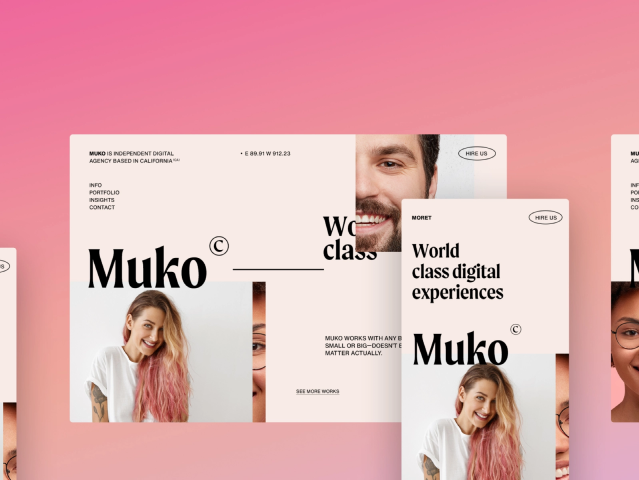 MUKO IS INDEPENDENT DIGITAL
AGENCY BASED IN CALIFORNIA
• E 89.91 W 912.23
HIRE US
INFO
PORTFOLIO
INSIGHTS
CONTACT
Wo
class
Muko©
MUKO WORKS WITH ANY B
SMALL OR BIG—DOESN'T E
MATTER ACTUALLY.
SEE MORE WORKS
MORET
HIRE US
World
class digital
experiences
Muko©
S
MU
AG
INF
PO
INS
CO